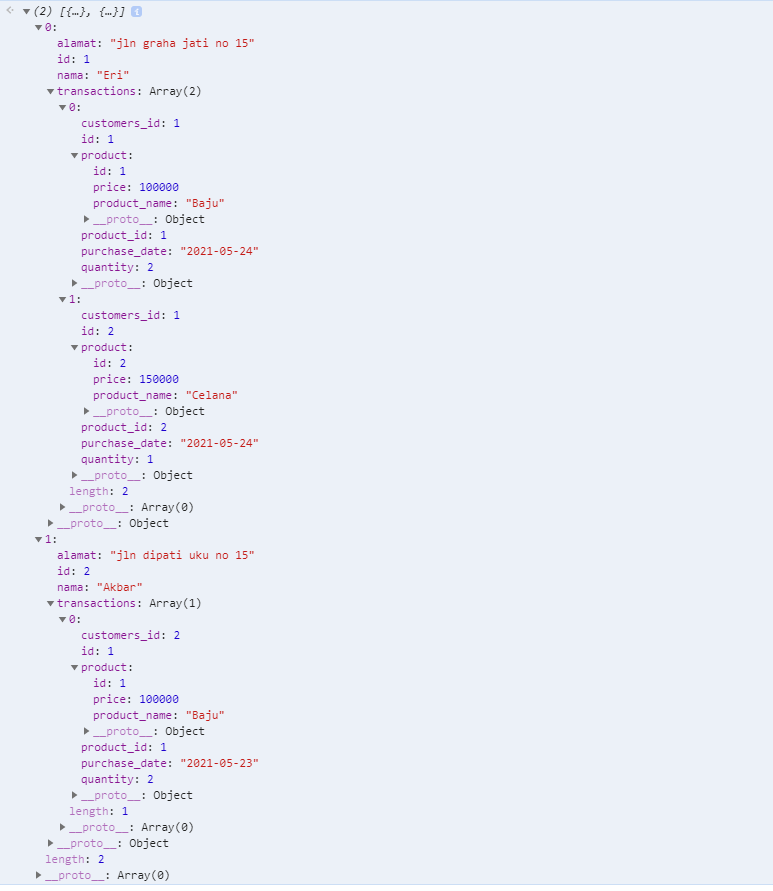 (2) [{…}, {…}] i
0:
alamat: "jln graha jati no 15"
id: 1
nama: "Eri"
transactions: Array(2)
0:
customers_id: 1
id: 1
product:
id: 1
price: 100000
product_name: "Baju"
__proto__: Object
product_id: 1
purchase_date: "2021-05-24"
quantity: 2
__proto__: Object
1:
customers_id: 1
id: 2
product:
id: 2
price: 150000
product_name: "Celana"
__proto__: Object
product_id: 2
purchase_date: "2021-05-24"
quantity: 1
__proto__: Object
length: 2
__proto__: Array(0)
__proto__: Object
1:
alamat: "jln dipati uku no 15"
id: 2
nama: "Akbar"
transactions: Array(1)
0:
customers_id: 2
id: 1
product:
id: 1
price: 100000
product_name: "Baju"
__proto__: Object
product_id: 1
purchase_date: "2021-05-23"
quantity: 2
__proto__: Object
length: 1
__proto__: Array(0)
__proto__: Object
length: 2
__proto__: Array(0)